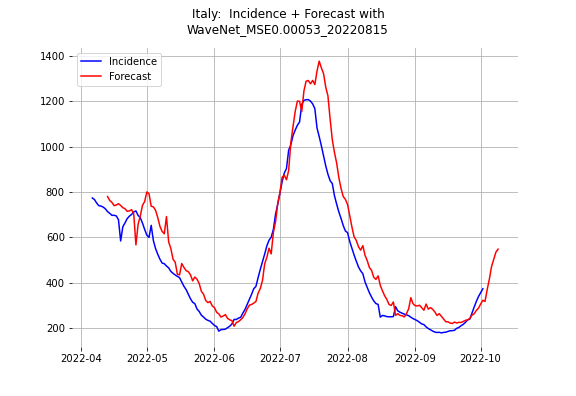 Italy: Incidence + Forecast with
WaveNet_MSE0.00053_20220815
Incidence
Forecast
1400
1200
1000
800
600
400
200
2022-04 2022-05 2022-06 2022-07 2022-08 2022-09 2022-10